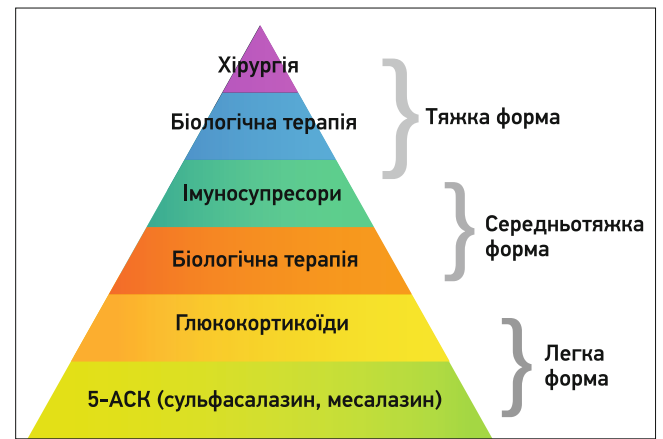 Хірургія
Біологічна терапія
Імуносупресори
Біологічна терапія
Глюкокортикоїди
5-АСК (сульфасалазин, месалазин)
Тяжка форма
Середньотяжка
форма
Легка
форма